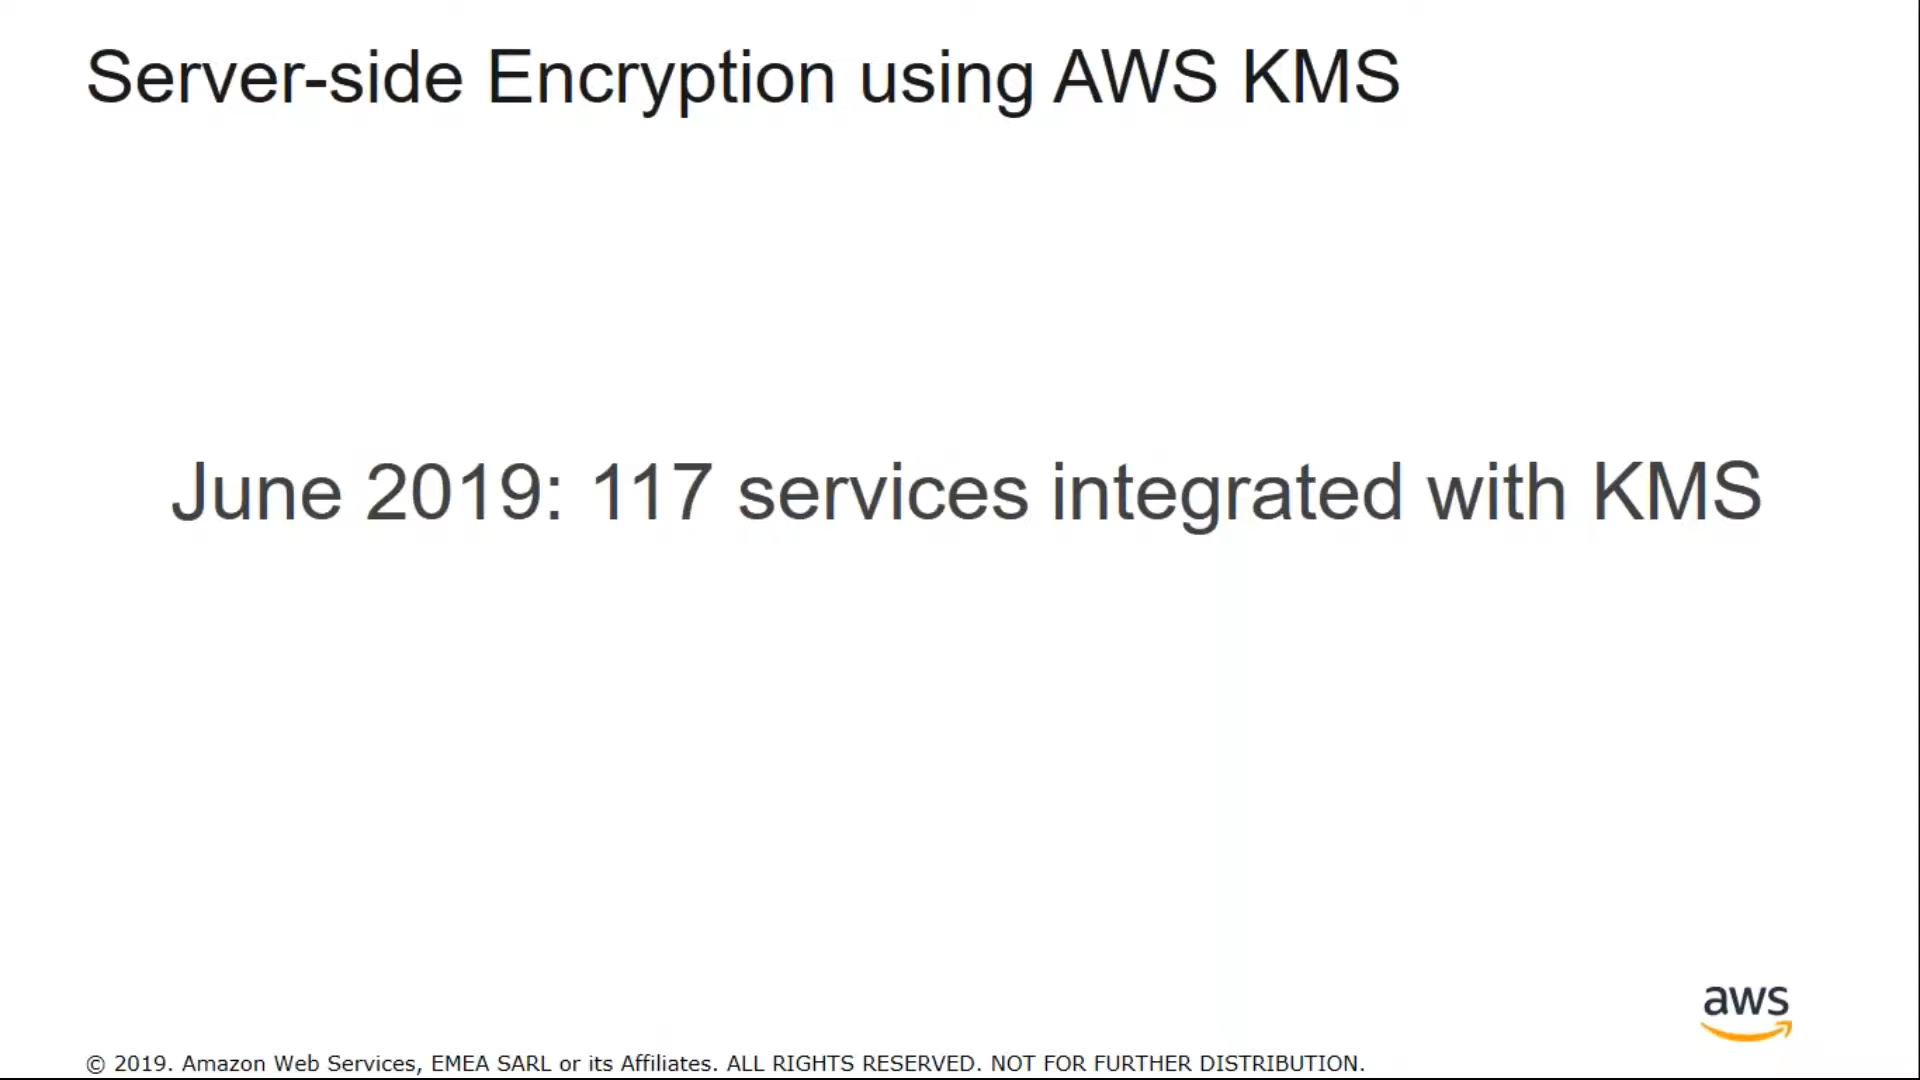 Server-side Encryption using AWS KMS
June 2019: 117 services integrated with KMS
aws
© 2019. Amazon Web Services, EMEA SARL or its Affiliates. ALL RIGHTS RESERVED. NOT FOR FURTHER DISTRIBUTION.